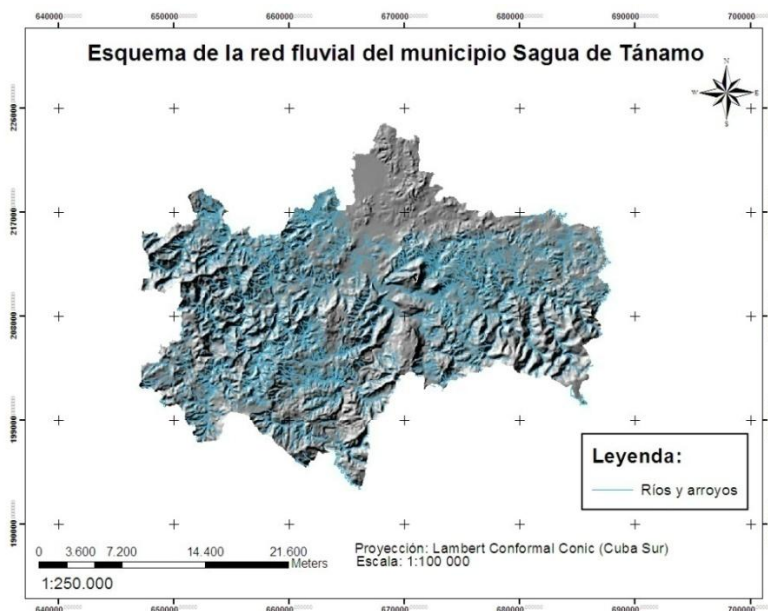 640000 650000 660000 670000 680000 690000 700000
Esquema de la red fluvial del municipio Sagua de Tánamo
N
W E
S
226000
217000
208000
199000
190000
Leyenda:
Ríos y arroyos
0 3.600 7.200 14.400 21.600
Meters
1:250.000
Proyección: Lambert Conformal Conic (Cuba Sur)
Escala: 1:100 000
640000 650000 660000 670000 680000 690000 700000